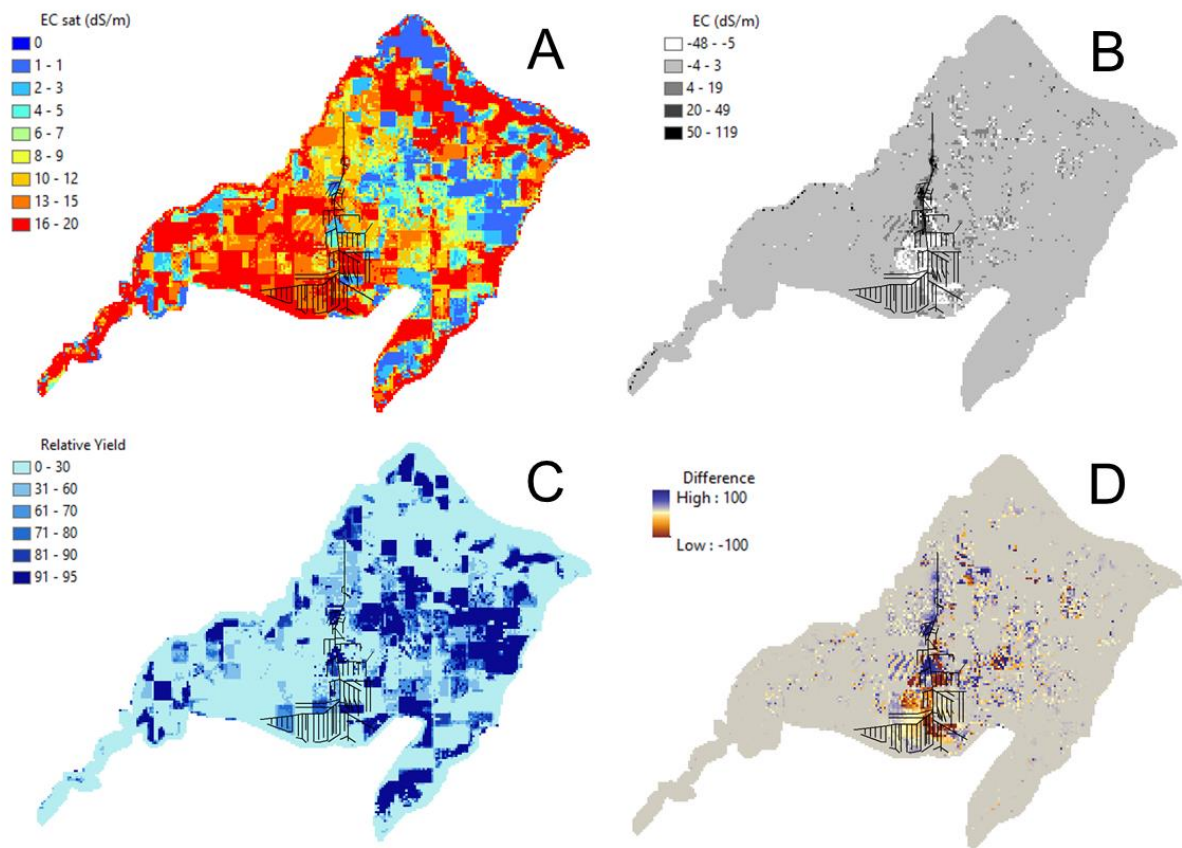 EC sat (dS/m)
0
1 - 1
2 - 3
4 - 5
6 - 7
8 - 9
10 - 12
13 - 15
16 - 20
A
EC (dS/m)
-48 - -5
-4 - 3
4 - 19
20 - 49
50 - 119
B
Relative Yield
0 - 30
31 - 60
61 - 70
71 - 80
81 - 90
91 - 95
C
Difference
High : 100
Low : -100
D